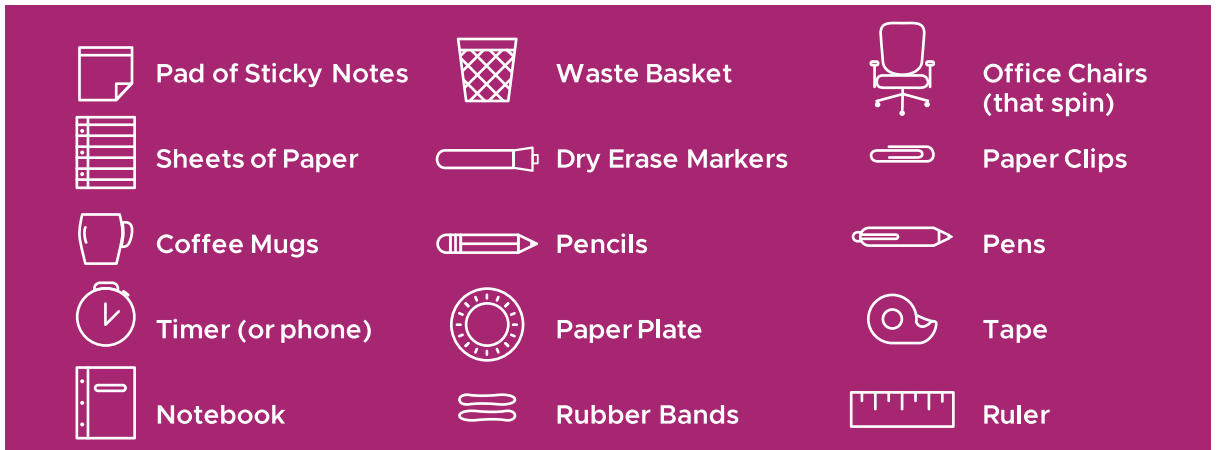 Pad of Sticky Notes
Waste Basket
Office Chairs
(that spin)
Sheets of Paper
Dry Erase Markers
Paper Clips
Coffee Mugs
Pencils
Pens
Timer (or phone)
Paper Plate
Tape
Notebook
Rubber Bands
Ruler